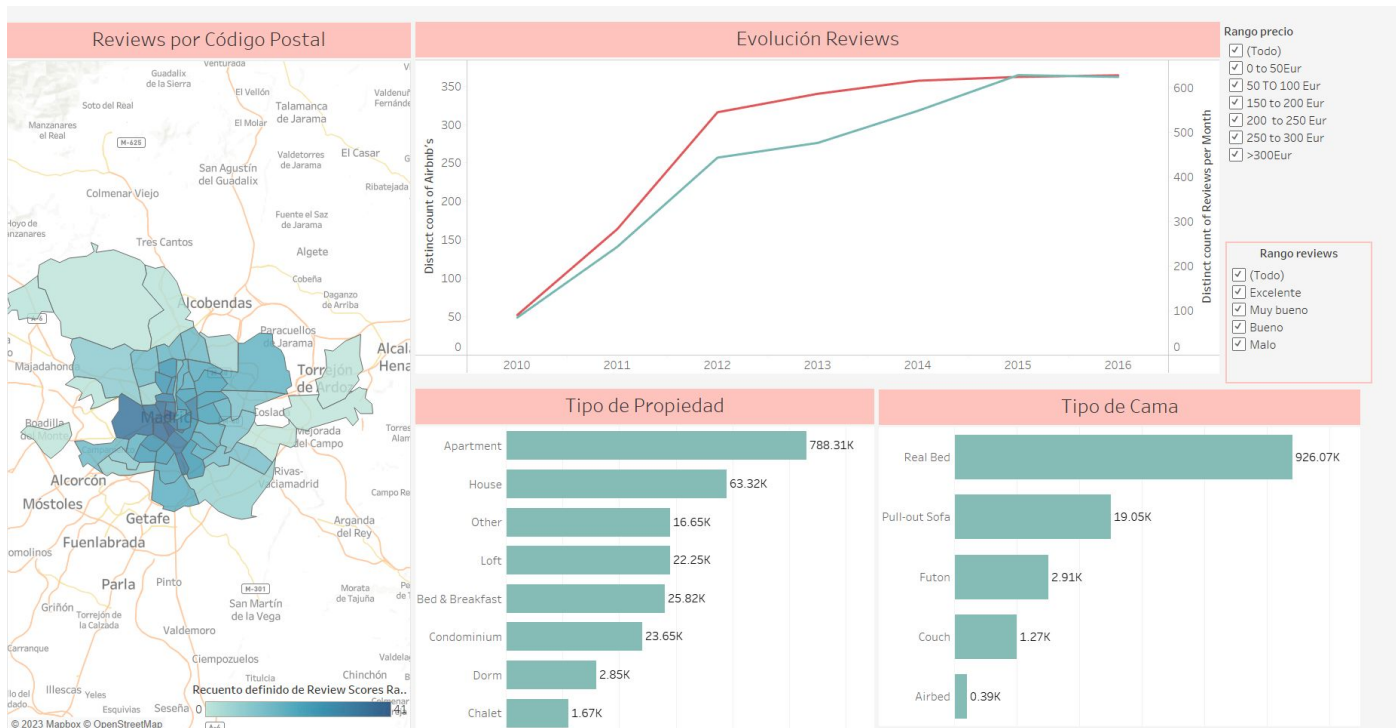 Reviews por Código Postal
Venturada
Guadalix
de la Sierra
El Vellón
Soto del Real
Talamanca
de Jarama
Manzanares
el Real
El Molar
M-625
Valdetorres
de Jarama
El Casar
San Agustín
del Guadalix
Ribatejada
Colmenar Viejo
Fuente el Saz
de Jarama
Tres Cantos
Algete
Cobeña
Daganzo
de Arriba
Alcobendas
A-6
Paracuellos
de Jarama
Majadahonda
Torrejón
de Ardoz
Madrid
Coslad
Boadilla
del Monte
Mejorada
del Campo
Alcorcón
Rivas-
Vaciamadrid
Móstoles
Campo Re
Getafe
Arganda
del Rey
Fuenlabrada
Parla
Pinto
M-301
Morata
de Tajuña
Griñón
Torrejón de
la Calzada
San Martín
de la Vega
Valdemoro
Carranque
Ciempozuelos
Titulcia
Chinchón
Illescas
Yeles
Esquivias
Seseña
Recuento definido de Review Scores Ra..
0
41
© 2023 Mapbox © OpenStreetMap
Evolución Reviews
Distinct count of Airbnb's
350
300
250
200
150
100
50
0
600
500
400
300
200
100
0
Distinct count of Reviews per Month
2010 2011 2012 2013 2014 2015 2016
Rango precio
(Todo)
0 to 50Eur
50 TO 100 Eur
150 to 200 Eur
200 to 250 Eur
250 to 300 Eur
>300Eur
Rango reviews
(Todo)
Excelente
Muy bueno
Bueno
Malo
Tipo de Propiedad
Apartment 788.31K
House 63.32K
Other 16.65K
Loft 22.25K
Bed & Breakfast 25.82K
Condominium 23.65K
Dorm 2.85K
Chalet 1.67K
Tipo de Cama
Real Bed 926.07K
Pull-out Sofa 19.05K
Futon 2.91K
Couch 1.27K
Airbed 0.39K